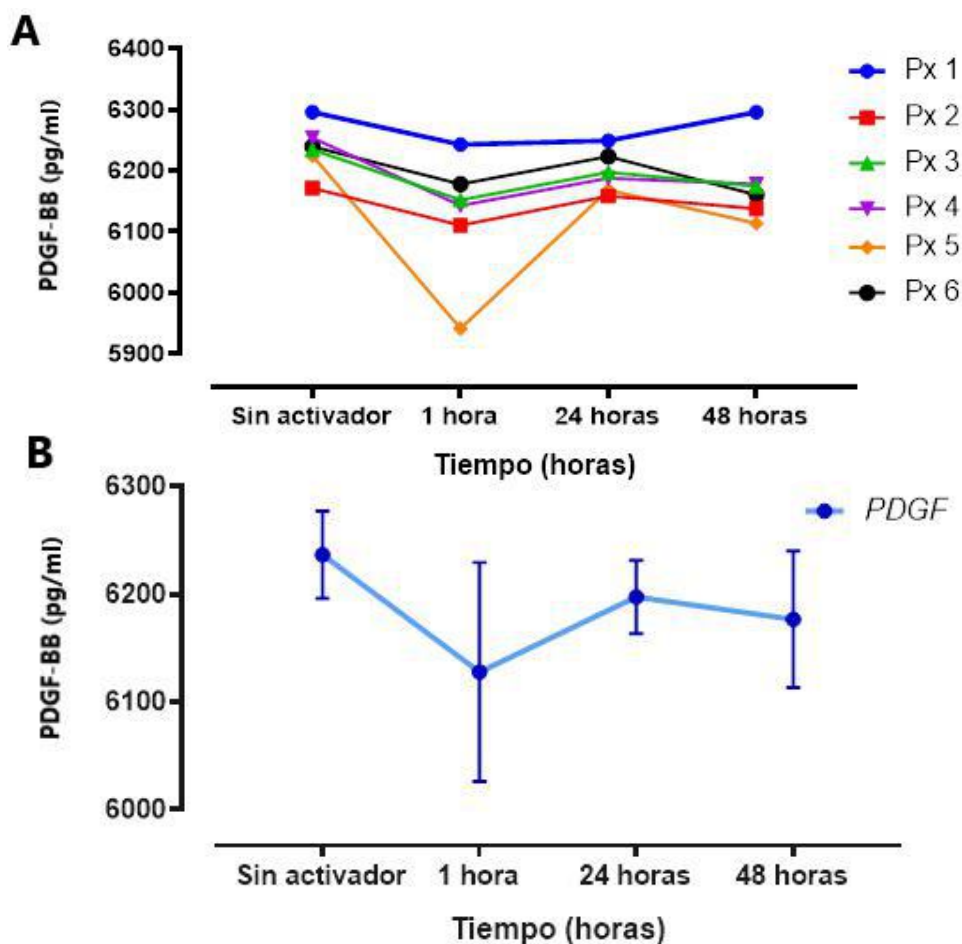 A
6400
6300
6200
6100
6000
5900
PDGF-BB (pg/ml)
Px 1
Px 2
Px 3
Px 4
Px 5
Px 6
Sin activador 1 hora 24 horas 48 horas
Tiempo (horas)
B
6300
6200
6100
6000
PDGF-BB (pg/ml)
PDGF
Sin activador 1 hora 24 horas 48 horas
Tiempo (horas)